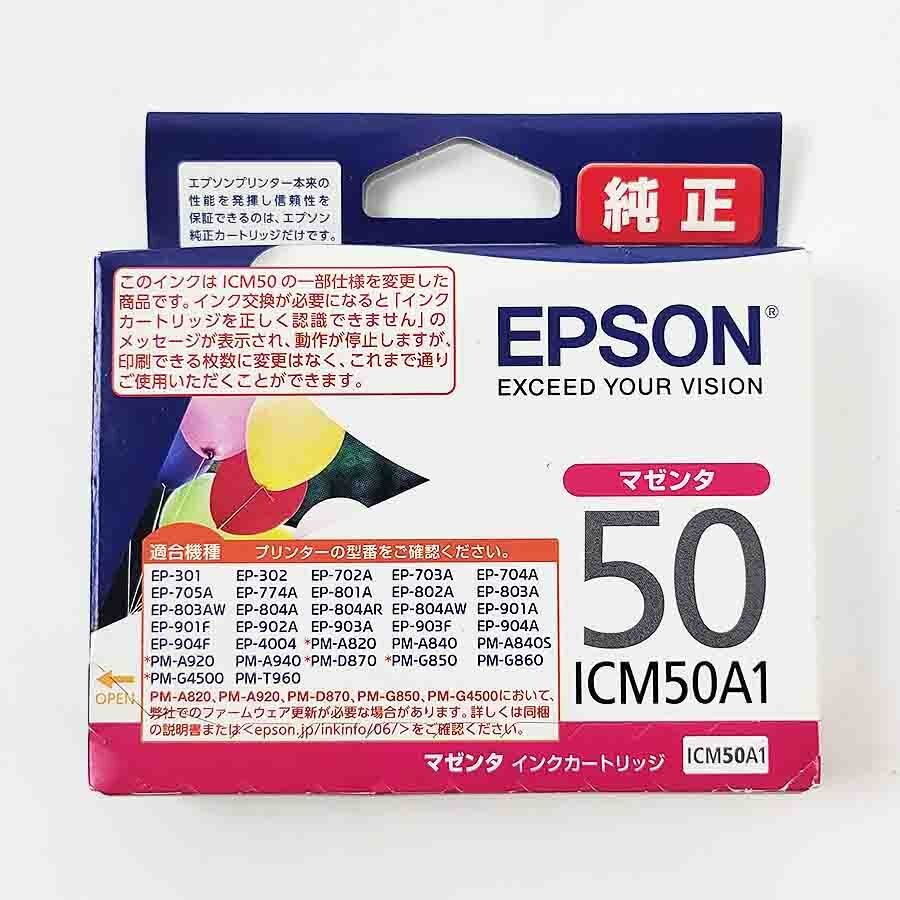 エプソンプリンター本来の
性能を発揮し信頼性を
保証できるのは、エプソン
純正カートリッジだけです。
純正
このインクは ICM50 の一部仕様を変更した
商品です。インク交換が必要になると「インク
カートリッジを正しく認識できません」の
メッセージが表示され、動作が停止しますが、
印刷できる枚数に変更はなく、これまで通り
ご使用いただくことができます。
EPSON®
EXCEED YOUR VISION
マゼンタ
50
ICM50A1
適合機種 プリンターの型番をご確認ください。
EP-301 EP-302 EP-702A EP-703A EP-704A
EP-705A EP-774A EP-801A EP-802A EP-803A
EP-803AW EP-804A EP-804AR EP-804AW EP-901A
EP-901F EP-902A EP-903A EP-903F EP-904A
EP-904F EP-4004 *PM-A820 PM-A840 PM-A840S
*PM-A920 PM-A940 *PM-D870 *PM-G850 PM-G860
*PM-G4500 PM-T960
*PM-A820, PM-A920, PM-D870, PM-G850, PM-G4500において、
弊社でのファームウェア更新が必要な場合があります。詳しくは同梱
の説明書または<epson.jp/inkinfo/06/>をご確認ください。
OPEN
マゼンタ インクカートリッジ ICM50A1